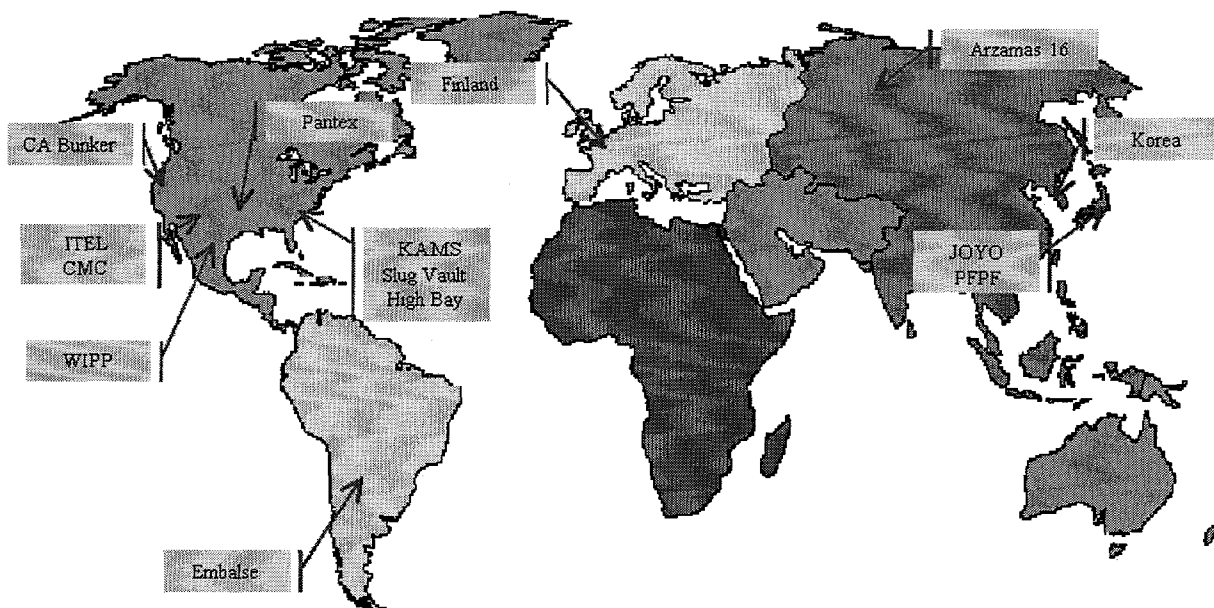 Finland
Arzamas 16
Pantex
CA Bunker
Korea
ITEL
CMC
KAMS
Slug Vault
High Bay
JOYO
PFPF
WIPP
Embalse